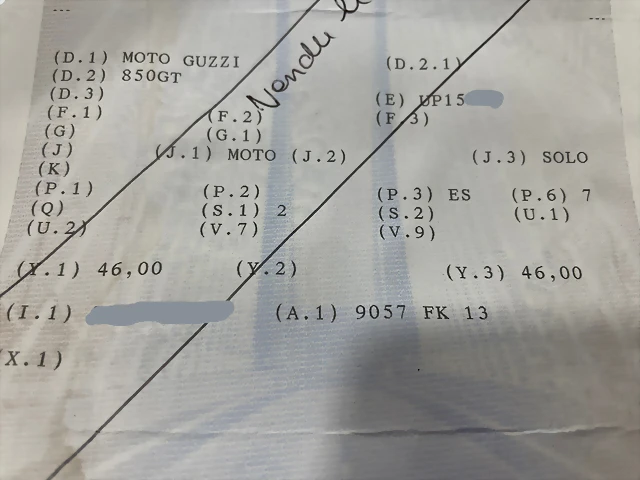 Vendu le
(D.1) MOTO GUZZI (D.2.1)
(D.2) 850GT
(D.3) (E) UP15
(F.1) (F.2) (F.3)
(G) (G.1)
(J) (J.1) MOTO (J.2) (J.3) SOLO
(K)
(P.1) (P.2) (P.3) ES (P.6) 7
(Q) (S.1) 2 (S.2) (U.1)
(U.2) (V.7) (V.9)
(Y.1) 46,00 (Y.2) (Y.3) 46,00
(I.1) (A.1) 9057 FK 13
(X.1)